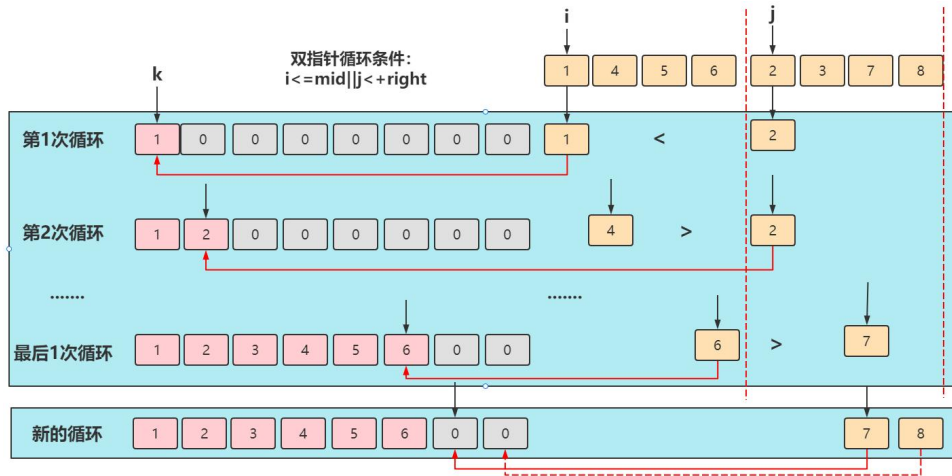 i
j
双指针循环条件:
i<=mid||j<+right
k
1 4 5 6 2 3 7 8
第1次循环 1 0 0 0 0 0 0 0 1 < 2
第2次循环 1 2 0 0 0 0 0 0 4 > 2
....... .......
最后1次循环 1 2 3 4 5 6 0 0 6 > 7
新的循环 1 2 3 4 5 6 0 0 7 8